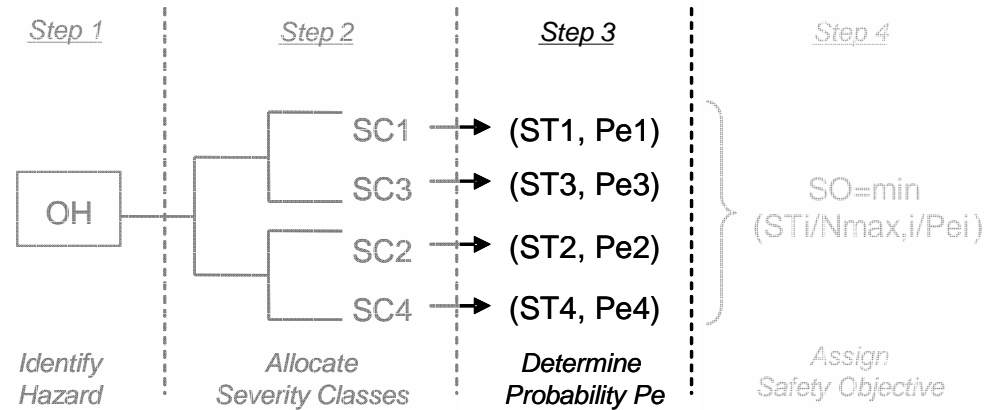 Step 1
Step 2
Step 3
Step 4
OH
SC1
(ST1, Pe1)
SC3
(ST3, Pe3)
SC2
(ST2, Pe2)
SC4
(ST4, Pe4)
SO=min
(STi/Nmax,i/Pei)
Identify
Hazard
Allocate
Severity Classes
Determine
Probability Pe
Assign
Safety Objective